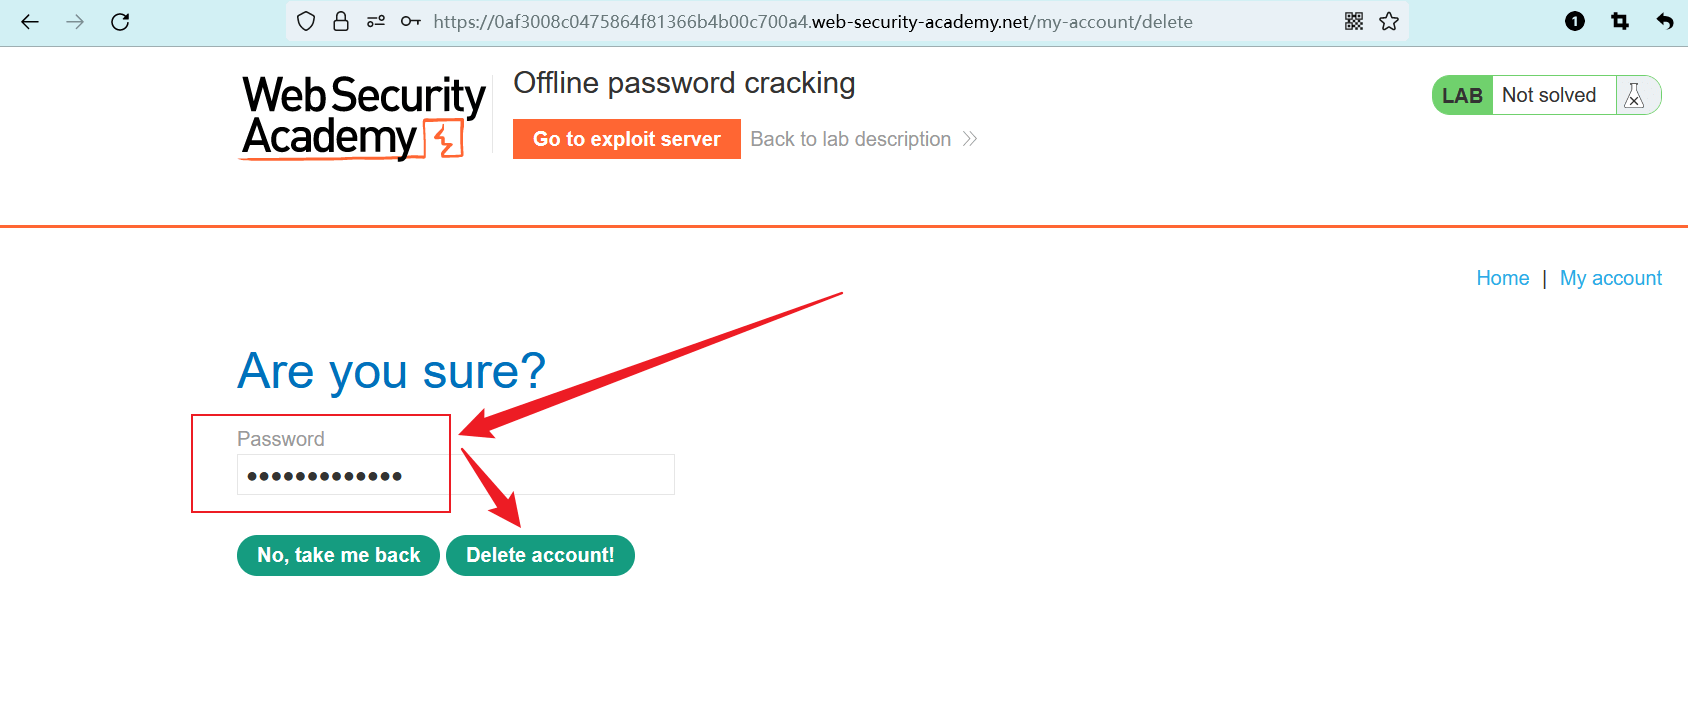 https://0af3008c0475864f81366b4b00c700a4.web-security-academy.net/my-account/delete
1
Web Security
Academy
Offline password cracking
Go to exploit server
Back to lab description
LAB Not solved
Home | My account
Are you sure?
Password
●●●●●●●●●●●●●
No, take me back
Delete account!